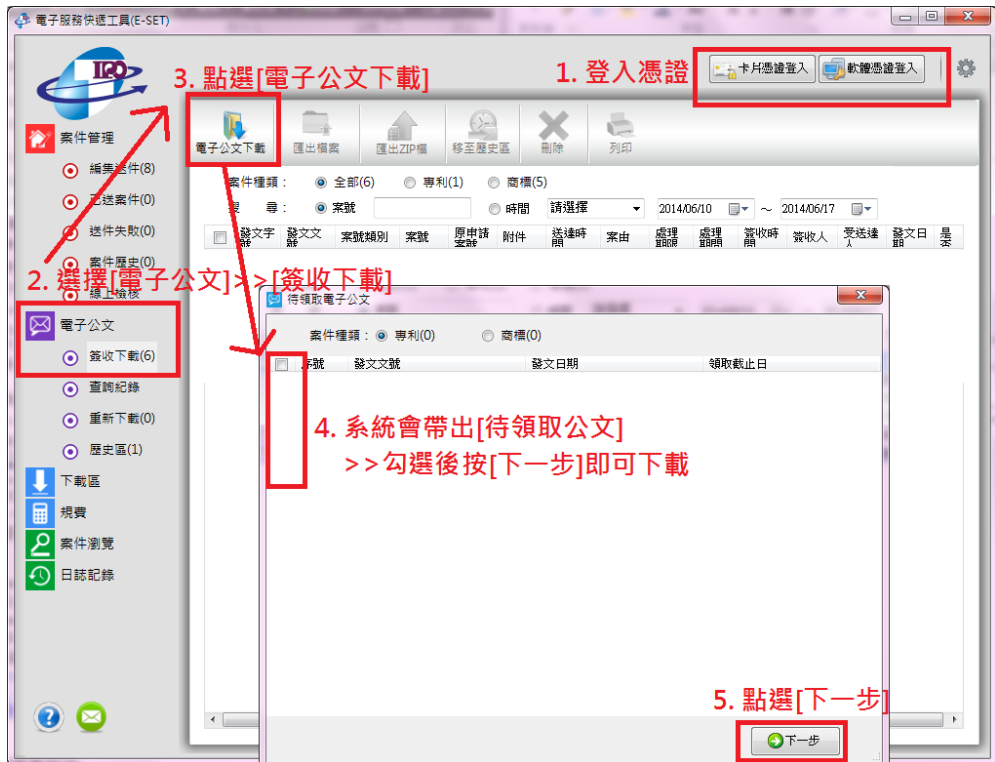 電子服務快遞工具(E-SET)
IPO
3. 點選[電子公文下載]
1. 登入憑證
卡片憑證登入
軟體憑證登入
案件管理
編集送件(8)
已送案件(0)
送件失敗(0)
案件歷史(0)
線上檢核
2. 選擇[電子公文]>>[簽收下載]
電子公文
簽收下載(6)
查詢紀錄
重新下載(0)
歷史區(1)
下載區
規費
案件瀏覽
日誌記錄
電子公文下載
匯出檔案
匯出ZIP檔
移至歷史區
刪除
列印
案件種類： 全部(6) 專利(1) 商標(5)
搜 尋： 案號 時間 請選擇 2014/06/10 ～ 2014/06/17
發文字號 發文文號 案號類別 案號 原申請案號 附件 送達時間 案由 處理期限 處理期間 簽收時間 簽收人 受送達人 發文日期 是否
待領取電子公文
案件種類： 專利(0) 商標(0)
序號 發文文號 發文日期 領取截止日
4. 系統會帶出[待領取公文]
>>勾選後按[下一步]即可下載
5. 點選[下一步]
下一步